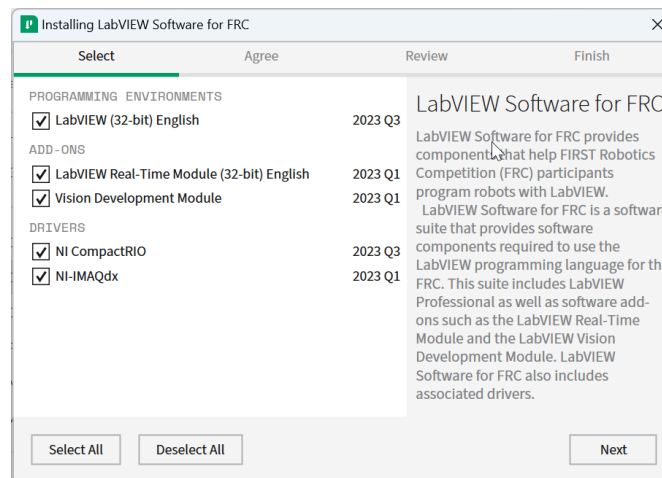 Installing LabVIEW Software for FRC
Select Agree Review Finish
PROGRAMMING ENVIRONMENTS
LabVIEW (32-bit) English 2023 Q3
ADD-ONS
LabVIEW Real-Time Module (32-bit) English 2023 Q1
Vision Development Module 2023 Q1
DRIVERS
NI CompactRIO 2023 Q3
NI-IMAQdx 2023 Q1
LabVIEW Software for FRC
LabVIEW Software for FRC provides
components that help FIRST Robotics
Competition (FRC) participants
program robots with LabVIEW.
LabVIEW Software for FRC is a softwar
suite that provides software
components required to use the
LabVIEW programming language for th
FRC. This suite includes LabVIEW
Professional as well as software add-
ons such as the LabVIEW Real-Time
Module and the LabVIEW Vision
Development Module. LabVIEW
Software for FRC also includes
associated drivers.
Select All Deselect All Next